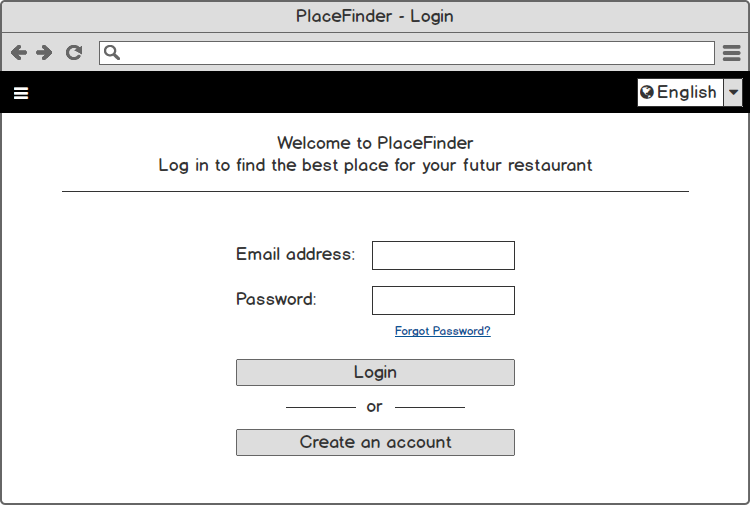 PlaceFinder - Login
English
Welcome to PlaceFinder
Log in to find the best place for your futur restaurant
Email address:
Password:
Forgot Password?
Login
or
Create an account